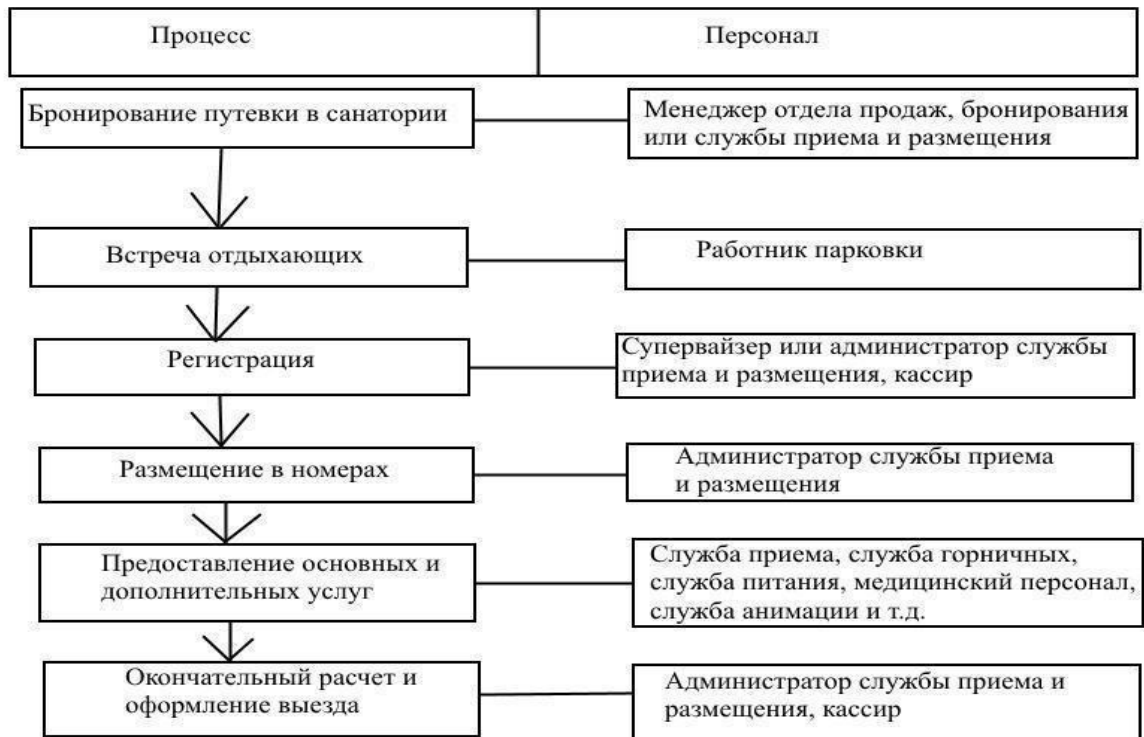 Процесс
Персонал
Бронирование путевки в санатории
Менеджер отдела продаж, бронирования
или службы приема и размещения
Встреча отдыхающих
Работник парковки
Регистрация
Супервайзер или администратор службы
приема и размещения, кассир
Размещение в номерах
Администратор службы приема
и размещения
Предоставление основных и
дополнительных услуг
Служба приема, служба горничных,
служба питания, медицинский персонал,
служба анимации и т.д.
Окончательный расчет и
оформление выезда
Администратор службы приема и
размещения, кассир